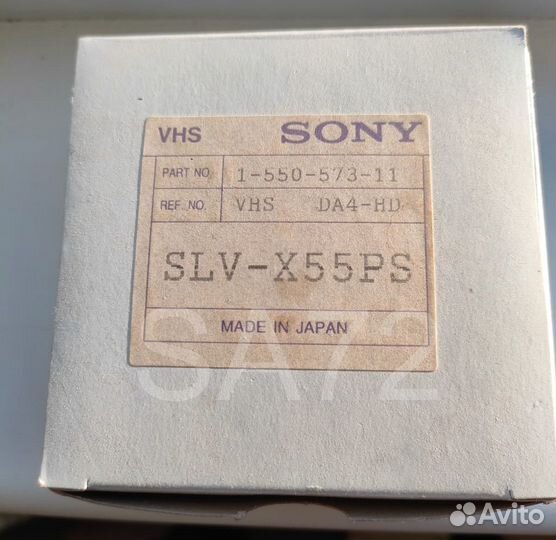 VHS SONY
PART NO. 1-550-573-11
REF. NO. VHS DA4-HD
SLV-X55PS
MADE IN JAPAN
SA72
Avito